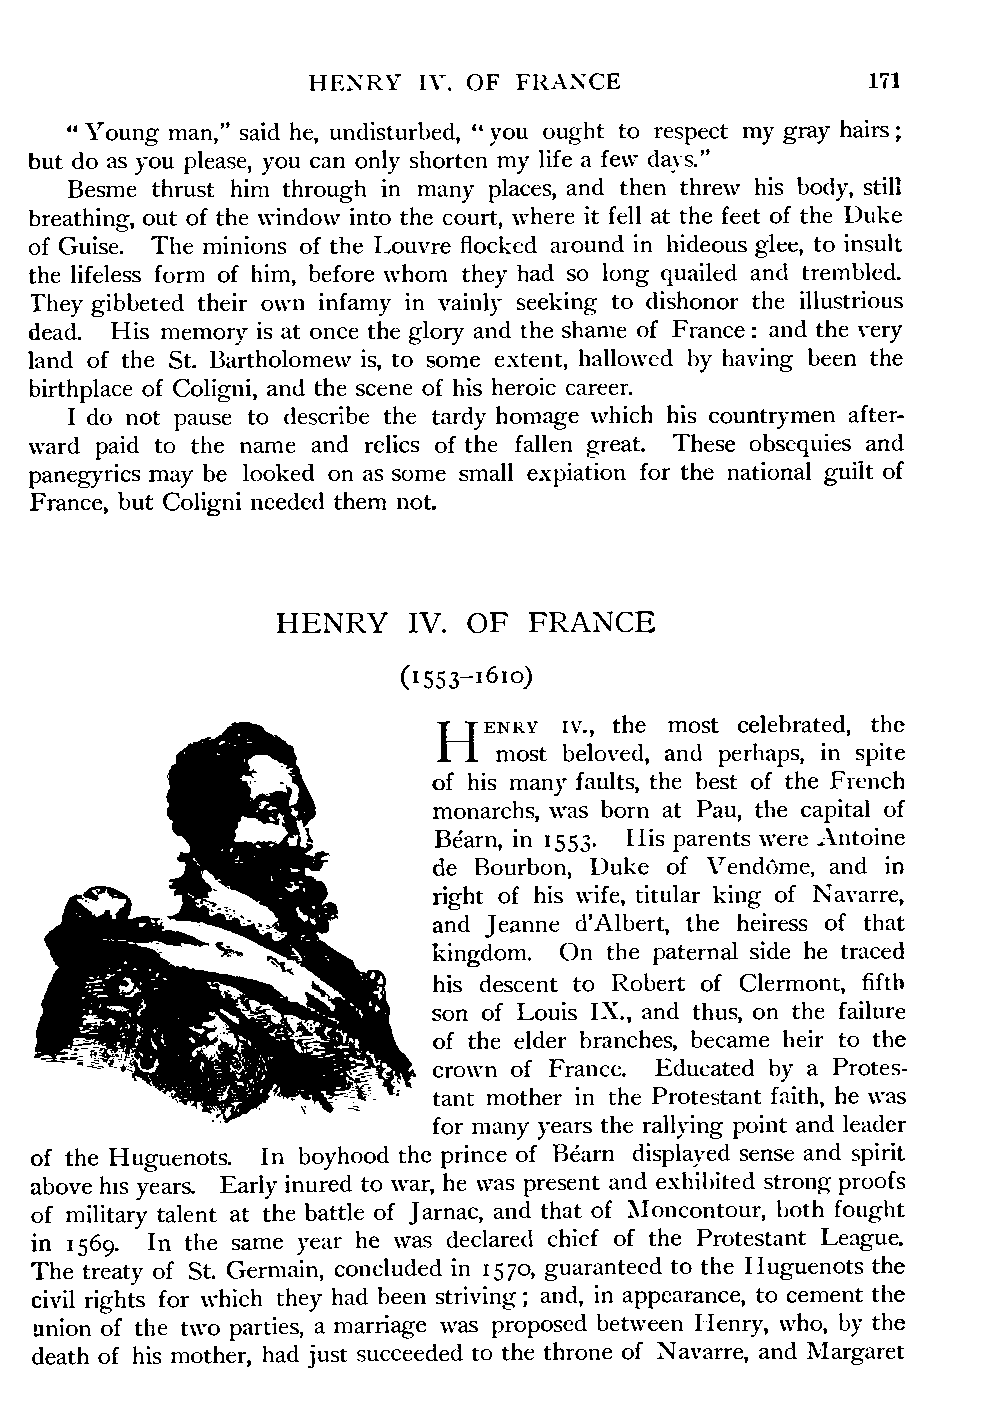 HENRY IV. OF FRANCE 171
“ Young man,” said he, undisturbed, “ you ought to respect my gray hairs ;
but do as you please, you can only shorten my life a few days.”
Besme thrust him through in many places, and then threw his body, still
breathing, out of the window into the court, where it fell at the feet of the Duke
of Guise. The minions of the Louvre flocked around in hideous glee, to insult
the lifeless form of him, before whom they had so long quailed and trembled.
They gibbeted their own infamy in vainly seeking to dishonor the illustrious
dead. His memory is at once the glory and the shame of France : and the very
land of the St. Bartholomew is, to some extent, hallowed by having been the
birthplace of Coligni, and the scene of his heroic career.
I do not pause to describe the tardy homage which his countrymen after-
ward paid to the name and relics of the fallen great. These obsequies and
panegyrics may be looked on as some small expiation for the national guilt of
France, but Coligni needed them not.
HENRY IV. OF FRANCE
(1553–1610)
HENRY IV., the most celebrated, the
most beloved, and perhaps, in spite
of his many faults, the best of the French
monarchs, was born at Pau, the capital of
Béarn, in 1553. His parents were Antoine
de Bourbon, Duke of Vendôme, and in
right of his wife, titular king of Navarre,
and Jeanne d’Albert, the heiress of that
kingdom. On the paternal side he traced
his descent to Robert of Clermont, fifth
son of Louis IX., and thus, on the failure
of the elder branches, became heir to the
crown of France. Educated by a Protes-
tant mother in the Protestant faith, he was
for many years the rallying point and leader
of the Huguenots. In boyhood the prince of Béarn displayed sense and spirit
above his years. Early inured to war, he was present and exhibited strong proofs
of military talent at the battle of Jarnac, and that of Moncontour, both fought
in 1569. In the same year he was declared chief of the Protestant League.
The treaty of St. Germain, concluded in 1570, guaranteed to the Huguenots the
civil rights for which they had been striving ; and, in appearance, to cement the
union of the two parties, a marriage was proposed between Henry, who, by the
death of his mother, had just succeeded to the throne of Navarre, and Margaret